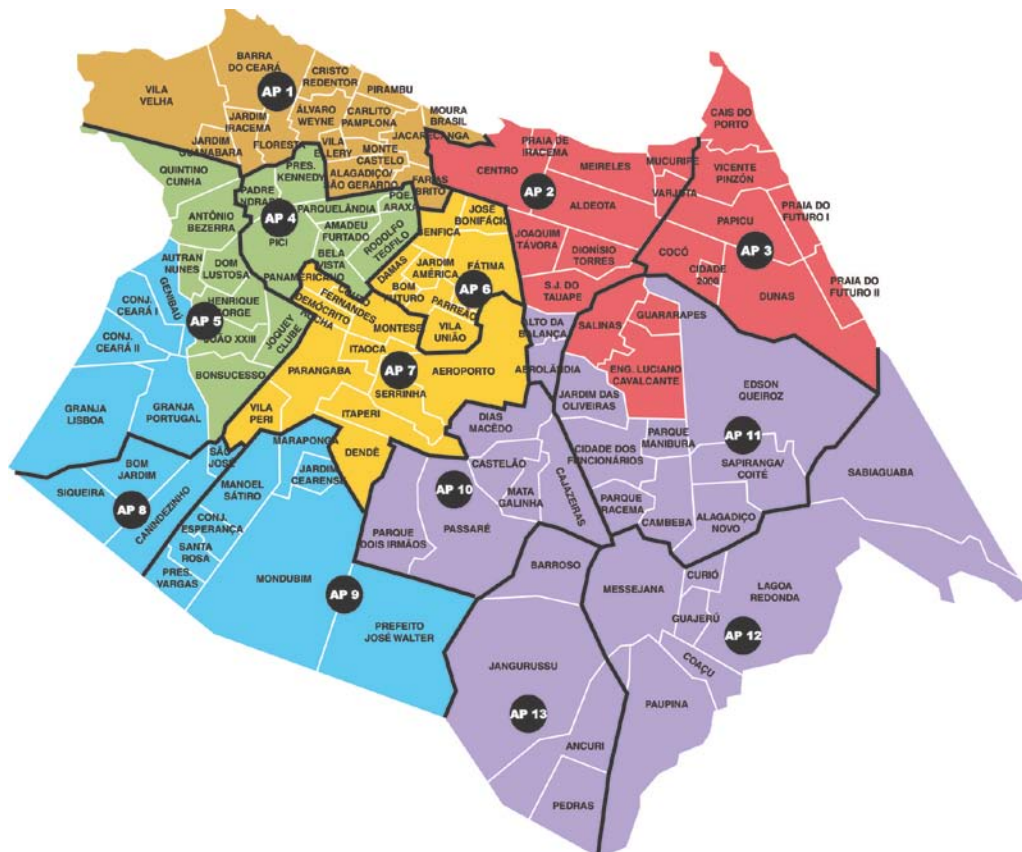 VILA
VELHA
BARRA
DO CEARÁ
AP 1
CRISTO
REDENTOR
PIRAMBU
JARDIM
IRACEMA
ÁLVARO
WEYNE
CARLITO
PAMPLONA
MOURA
BRASIL
JACARECANGA
JARDIM
GUANABARA
FLORESTA
VILA
ELLERY
MONTE
CASTELO
ALAGADIÇO/
SÃO GERARDO
FARIAS
BRITO
CENTRO
PRAIA DE
IRACEMA
MEIRELES
MUCURIPE
VARJOTA
AP 2
ALDEOTA
JOAQUIM
TÁVORA
DIONÍSIO
TORRES
S.J. DO
TAUAPE
CAIS DO
PORTO
VICENTE
PINZÓN
PAPICU
PRAIA DO
FUTURO I
AP 3
COCÓ
CIDADE
2000
DUNAS
PRAIA DO
FUTURO II
QUINTINO
CUNHA
PRES.
KENNEDY
PADRE
ANDRADE
AP 4
PARQUELÂNDIA
PQE.
ARAXÁ
AMADEU
FURTADO
RODOLFO
TEÓFILO
PICI
BELA
VISTA
PANAMERICANO
ANTÔNIO
BEZERRA
AUTRAN
NUNES
DOM
LUSTOSA
GENIBAÚ
HENRIQUE
JORGE
AP 5
JOÃO XXIII
JOQUEY
CLUBE
BONSUCESSO
CONJ.
CEARÁ I
CONJ.
CEARÁ II
GRANJA
LISBOA
GRANJA
PORTUGAL
JOSÉ
BONIFÁCIO
BENFICA
JARDIM
AMÉRICA
FÁTIMA
DAMAS
BOM
FUTURO
AP 6
PARREÃO
VILA
UNIÃO
COUTO
FERNANDES
DEMÓCRITO
ROCHA
MONTESE
ITAOCA
PARANGABA
AP 7
AEROPORTO
SERRINHA
ITAPERI
VILA
PERI
DENDÊ
ALTO DA
BALANÇA
AEROLÂNDIA
SALINAS
GUARARAPES
ENG. LUCIANO
CAVALCANTE
EDSON
QUEIROZ
JARDIM DAS
OLIVEIRAS
CIDADE DOS
FUNCIONÁRIOS
PARQUE
MANIBURA
AP 11
SAPIRANGA/
COITÉ
SABIAGUABA
PARQUE
IRACEMA
CAMBEBA
ALAGADIÇO
NOVO
BOM
JARDIM
SIQUEIRA
AP 8
CANINDEZINHO
SÃO
JOSÉ
MARAPONGA
MANOEL
SÁTIRO
JARDIM
CEARENSE
CONJ.
ESPERANÇA
SANTA
ROSA
PRES.
VARGAS
MONDUBIM
AP 9
PREFEITO
JOSÉ WALTER
DIAS
MACÊDO
CASTELÃO
AP 10
MATA
GALINHA
CAJAZEIRAS
PASSARÉ
PARQUE
DOIS IRMÃOS
BARROSO
MESSEJANA
CURIÓ
LAGOA
REDONDA
GUAJERÚ
AP 12
COAÇU
PAUPINA
JANGURUSSU
AP 13
ANCURI
PEDRAS